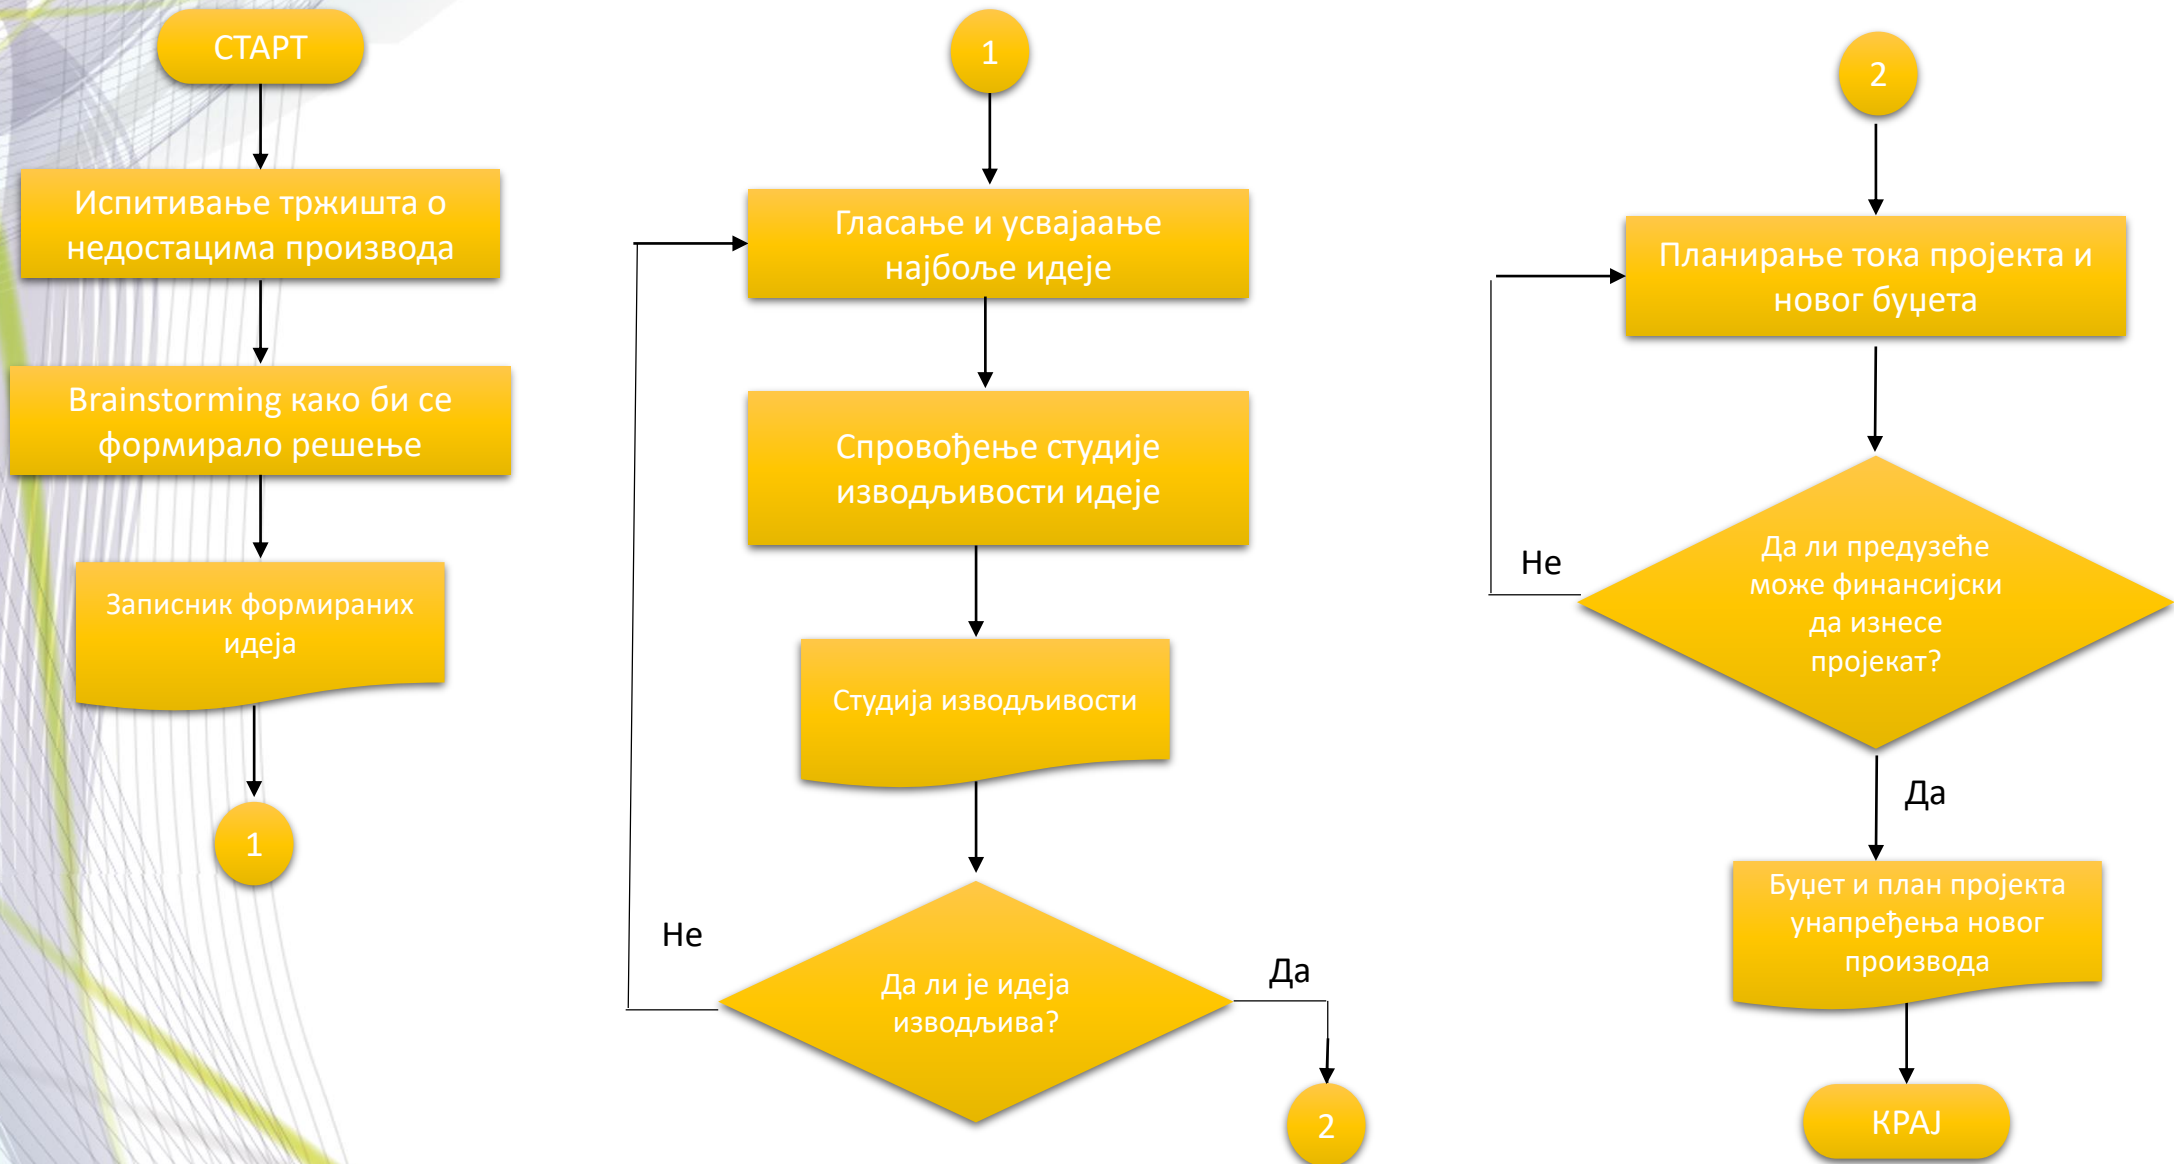 СТАРТ
Испитивање тржишта о
недостацима производа
Brainstorming како би се
формирало решење
Записник формираних
идеја
1
1
Гласање и усвајаање
најбоље идеје
Спровођење студије
изводљивости идеје
Студија изводљивости
Не
Да ли је идеја
изводљива?
Да
2
2
Планирање тока пројекта и
новог буџета
Не
Да ли предузеће
може финансијски
да изнесе
пројекат?
Да
Буџет и план пројекта
унапређења новог
производа
КРАЈ